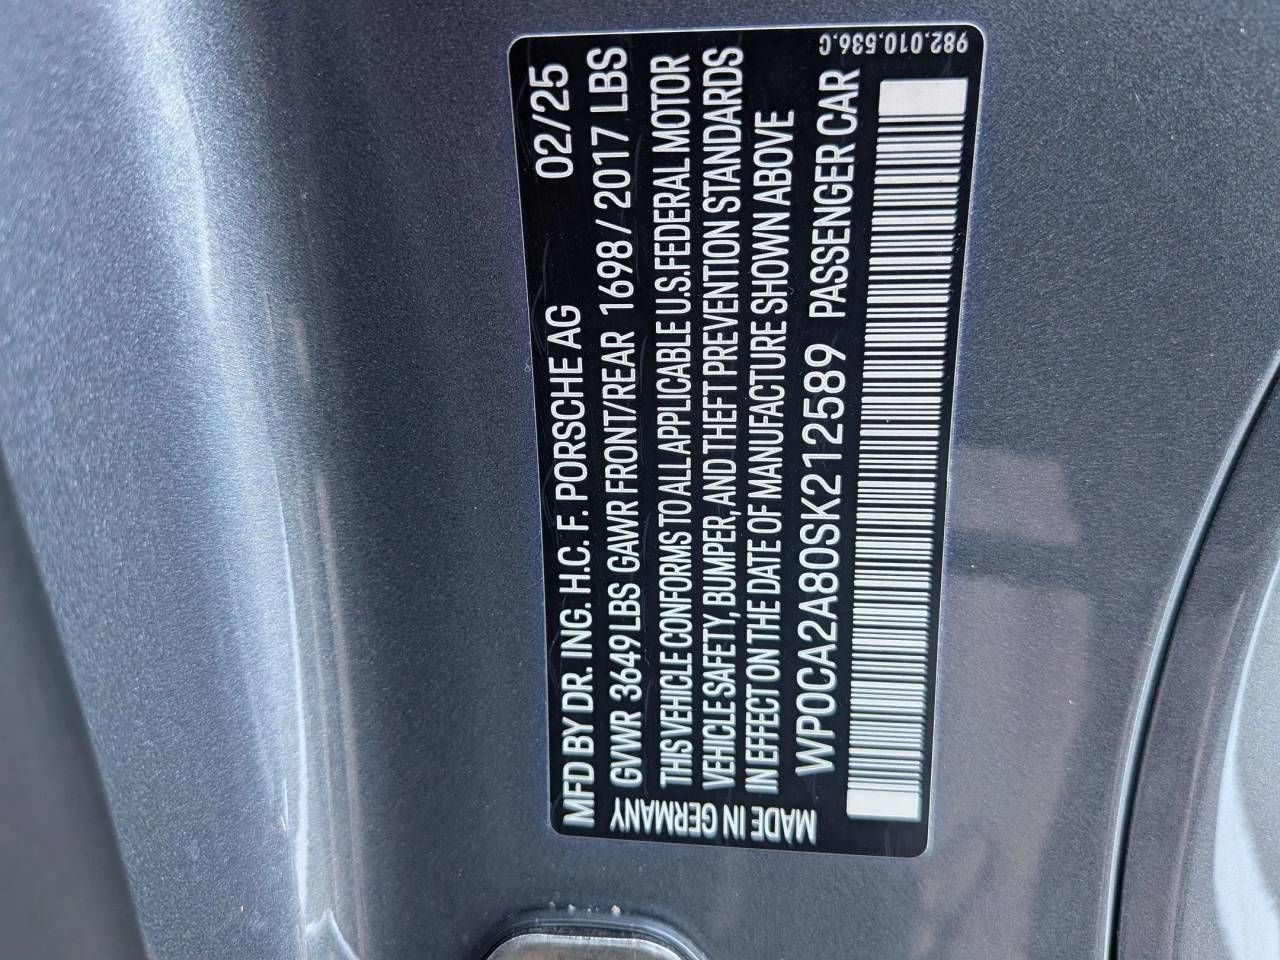 MFD BY DR. ING. H.C. F. PORSCHE AG 02/25
GVWR 3649 LBS GAWR FRONT/REAR 1698 / 2017 LBS
THIS VEHICLE CONFORMS TO ALL APPLICABLE U.S. FEDERAL MOTOR
VEHICLE SAFETY, BUMPER, AND THEFT PREVENTION STANDARDS
IN EFFECT ON THE DATE OF MANUFACTURE SHOWN ABOVE
WP0CA2A80SK212589 PASSENGER CAR
MADE IN GERMANY
982.010.536.C